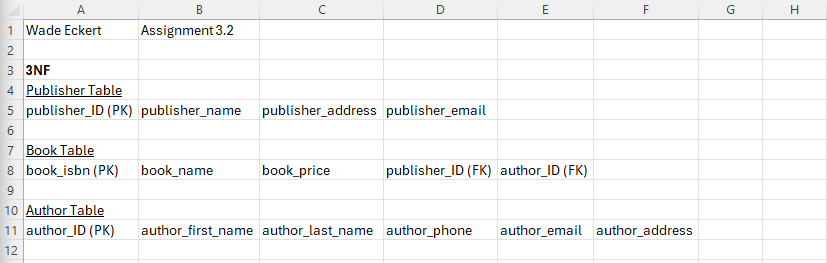 A B C D E F G H
1 Wade Eckert Assignment 3.2
2
3 3NF
4 Publisher Table
5 publisher_ID (PK) publisher_name publisher_address publisher_email
6
7 Book Table
8 book_isbn (PK) book_name book_price publisher_ID (FK) author_ID (FK)
9
10 Author Table
11 author_ID (PK) author_first_name author_last_name author_phone author_email author_address
12